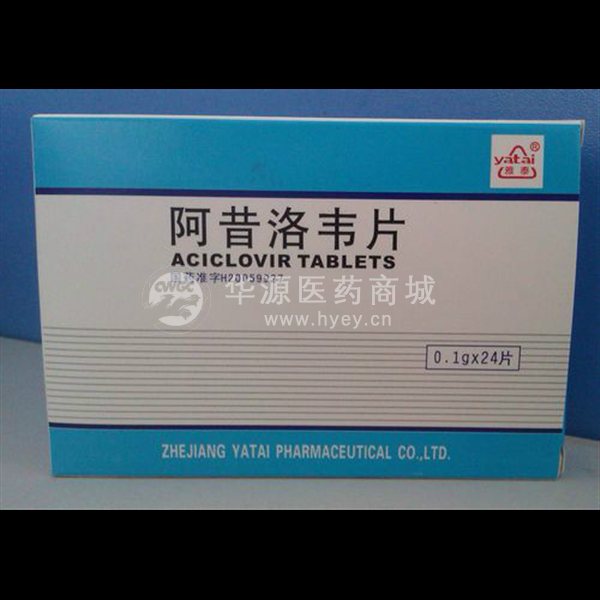 yatai®
雅泰
阿昔洛韦片
ACICLOVIR TABLETS
CWGC
华源医药商城
www.hyey.cn
0.1gx24片
ZHEJIANG YATAI PHARMACEUTICAL CO.,LTD.